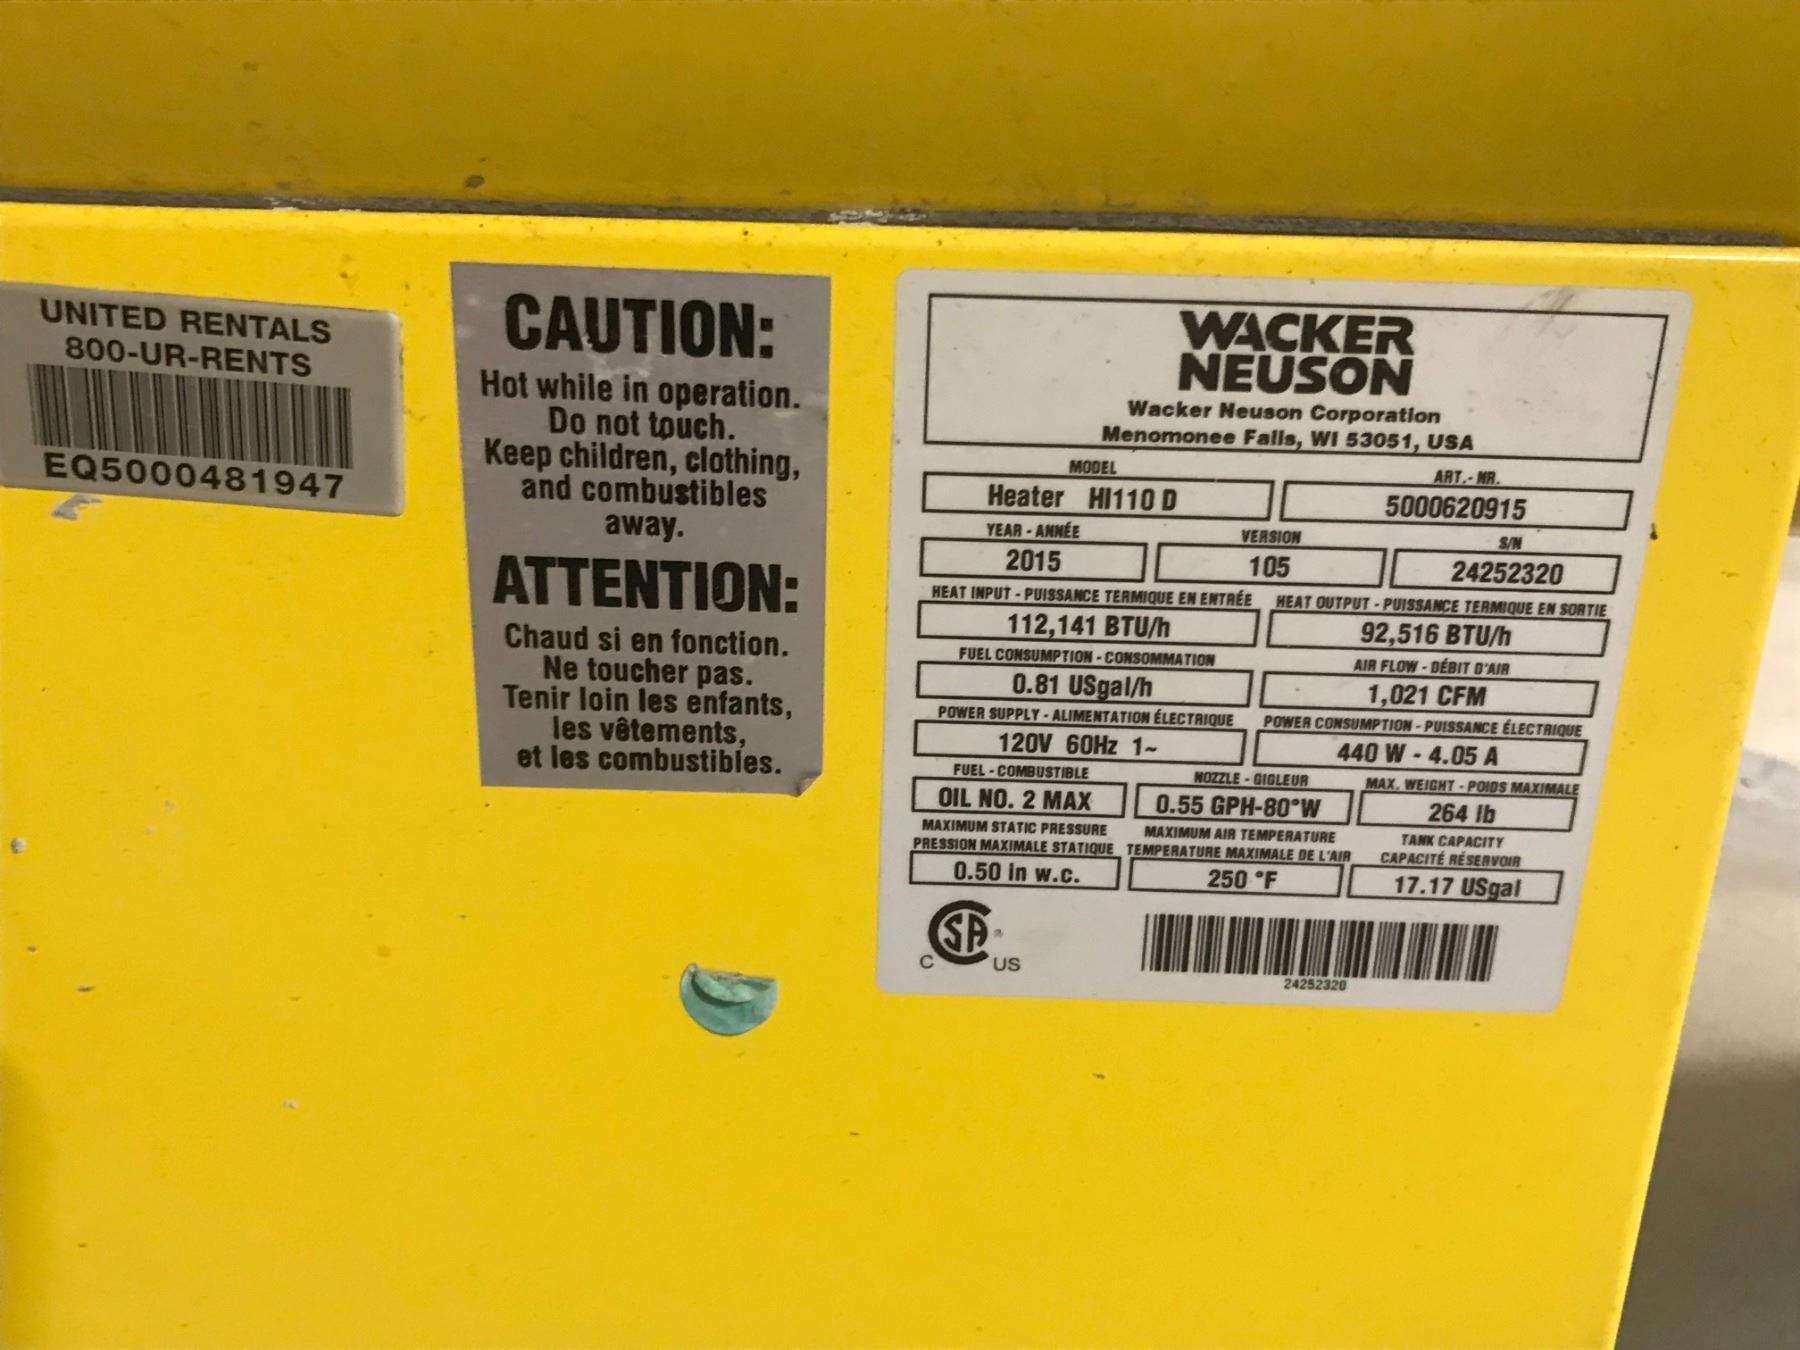 UNITED RENTALS
800-UR-RENTS
EQ5000481947
CAUTION:
Hot while in operation.
Do not touch.
Keep children, clothing,
and combustibles
away.
ATTENTION:
Chaud si en fonction.
Ne toucher pas.
Tenir loin les enfants,
les vêtements,
et les combustibles.
WACKER
NEUSON
Wacker Neuson Corporation
Menomonee Falls, WI 53051, USA
MODEL ART.- NR.
Heater HI110 D 5000620915
YEAR - ANNÉE VERSION S/N
2015 105 24252320
HEAT INPUT - PUISSANCE TERMIQUE EN ENTRÉE HEAT OUTPUT - PUISSANCE TERMIQUE EN SORTIE
112,141 BTU/h 92,516 BTU/h
FUEL CONSUMPTION - CONSOMMATION AIR FLOW - DÉBIT D'AIR
0.81 USgal/h 1,021 CFM
POWER SUPPLY - ALIMENTATION ÉLECTRIQUE POWER CONSUMPTION - PUISSANCE ÉLECTRIQUE
120V 60Hz 1~ 440 W - 4.05 A
FUEL - COMBUSTIBLE NOZZLE - GIGLEUR MAX. WEIGHT - POIDS MAXIMALE
OIL NO. 2 MAX 0.55 GPH-80°W 264 lb
MAXIMUM STATIC PRESSURE MAXIMUM AIR TEMPERATURE TANK CAPACITY
PRESSION MAXIMALE STATIQUE TEMPERATURE MAXIMALE DE L'AIR CAPACITÉ RÉSERVOIR
0.50 in w.c. 250 °F 17.17 USgal
C SA ® US
24252320